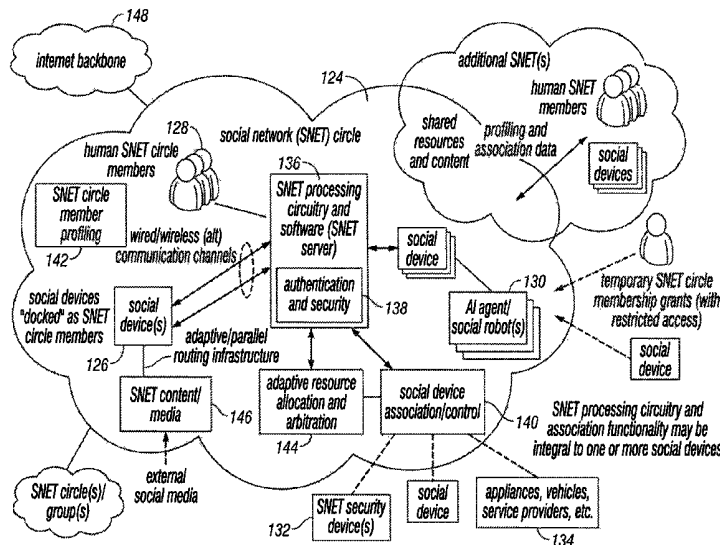 148
internet backbone
124
additional SNET(s)
human SNET
members
shared
resources
and content
profiling and
association data
social
devices
128
social network (SNET) circle
human SNET circle
members
136
SNET processing
circuitry and
software (SNET
server)
authentication
and security
138
SNET circle
member
profiling
142
wired/wireless (alt)
communication channels
social
device
130
AI agent/
social robot(s)
temporary SNET circle
membership grants (with
restricted access)
social
device
social devices
"docked" as SNET
circle members
social
device(s)
126
adaptive/parallel
routing infrastructure
SNET content/
media
146
adaptive resource
allocation and
arbitration
144
social device
association/control
140
SNET processing circuitry and
association functionality may be
integral to one or more social devices
external
social media
SNET circle(s)/
group(s)
132
SNET security
device(s)
social
device
appliances, vehicles,
service providers, etc.
134